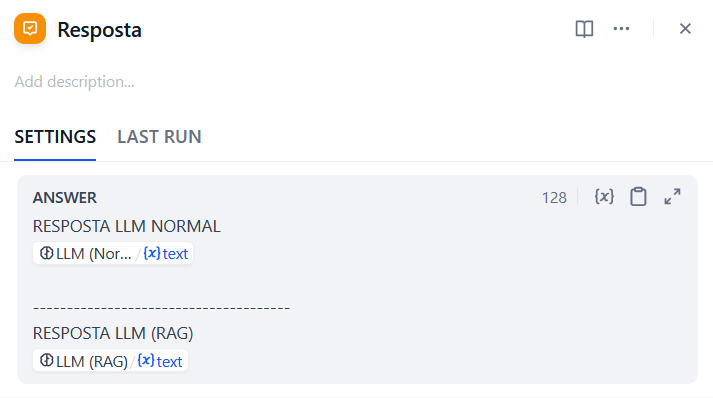 Resposta
Add description...
SETTINGS LAST RUN
ANSWER 128 {x}
RESPOSTA LLM NORMAL
LLM (Nor... / {x} text
-------------------------------------
RESPOSTA LLM (RAG)
LLM (RAG) / {x} text